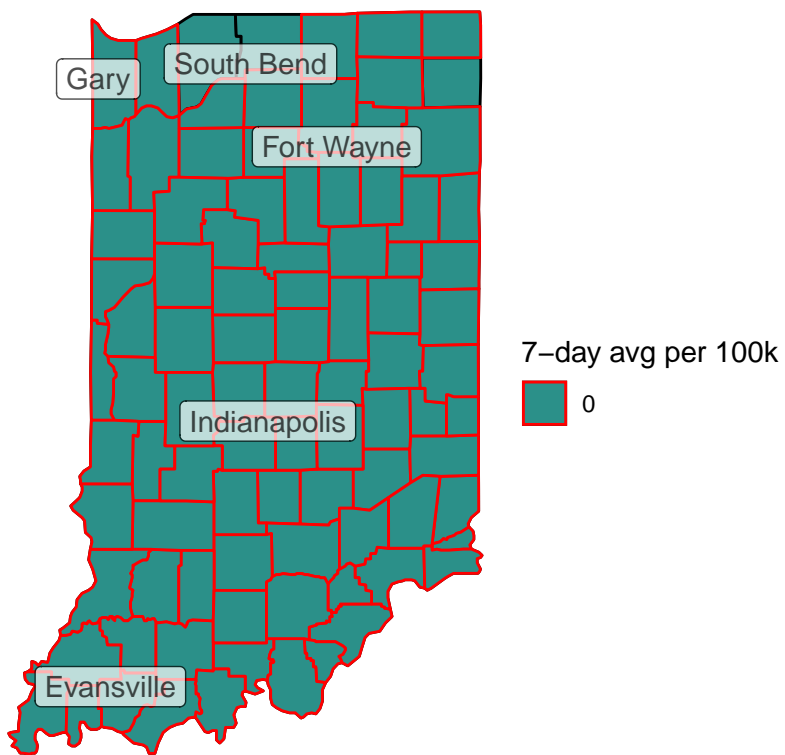 South Bend
Gary
Fort Wayne
7−day avg per 100k
0
Indianapolis
Evansville